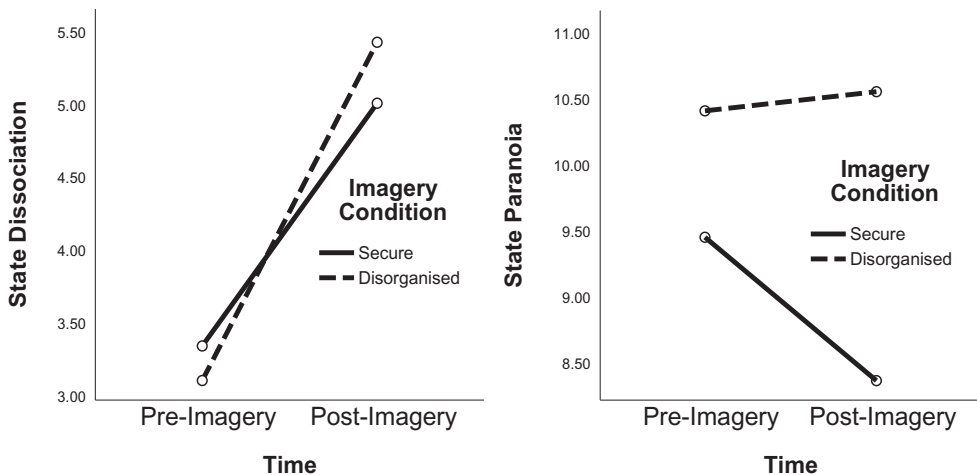 State Dissociation
5.50
5.00
4.50
4.00
3.50
3.00
Imagery
Condition
Secure
Disorganised
Pre-Imagery Post-Imagery
Time
State Paranoia
11.00
10.50
10.00
9.50
9.00
8.50
Imagery
Condition
Secure
Disorganised
Pre-Imagery Post-Imagery
Time